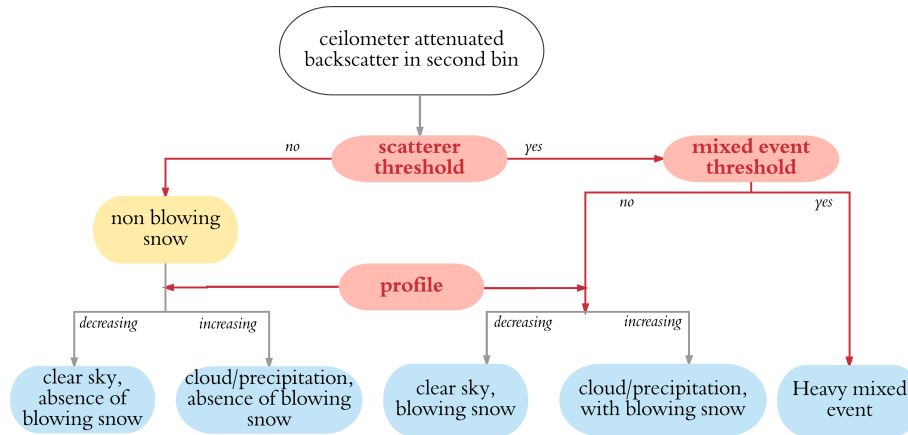 ceilometer attenuated
backscatter in second bin
no
scatterer
threshold
yes
mixed event
threshold
no
yes
non blowing
snow
profile
decreasing
increasing
decreasing
increasing
clear sky,
absence of
blowing snow
cloud/precipitation,
absence of blowing
snow
clear sky,
blowing snow
cloud/precipitation,
with blowing snow
Heavy mixed
event